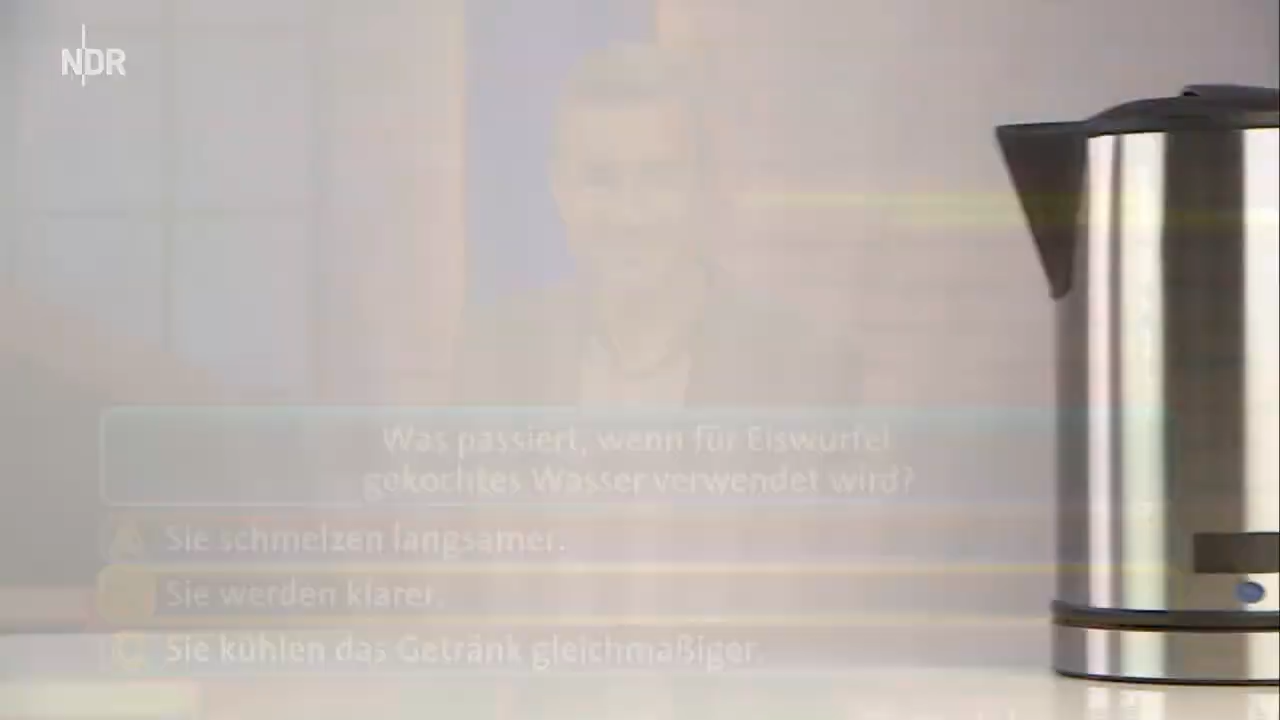 NDR
Was passiert, wenn für Eiswürfel
gekochtes Wasser verwendet wird?
A Sie schmelzen langsamer.
Sie werden klarer.
C Sie kühlen das Getränk gleichmäßiger.